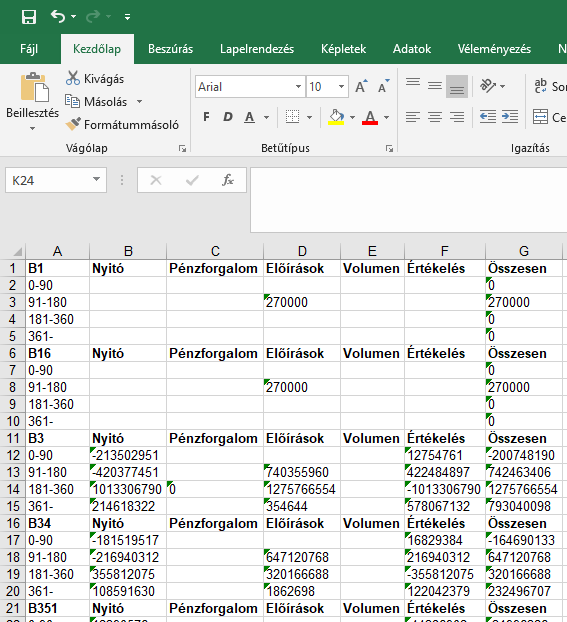 Fájl Kezdőlap Beszúrás Lapelrendezés Képletek Adatok Véleményezés N
Beillesztés
Kivágás
Másolás
Formátummásoló
Vágólap
Arial 10 A A
F D A A
Betűtípus
ab Sor
c
Ce
Igazítás
K24 fx
A B C D E F G
1 B1 Nyitó Pénzforgalom Előírások Volumen Értékelés Összesen
2 0-90 0
3 91-180 270000 270000
4 181-360 0
5 361- 0
6 B16 Nyitó Pénzforgalom Előírások Volumen Értékelés Összesen
7 0-90 0
8 91-180 270000 270000
9 181-360 0
10 361- 0
11 B3 Nyitó Pénzforgalom Előírások Volumen Értékelés Összesen
12 0-90 -213502951 12754761 -200748190
13 91-180 -420377451 740355960 422484897 742463406
14 181-360 1013306790 0 1275766554 -1013306790 1275766554
15 361- 214618322 354644 578067132 793040098
16 B34 Nyitó Pénzforgalom Előírások Volumen Értékelés Összesen
17 0-90 -181519517 16829384 -164690133
18 91-180 -216940312 647120768 216940312 647120768
19 181-360 355812075 320166688 -355812075 320166688
20 361- 108591630 1862698 122042379 232496707
21 B351 Nyitó Pénzforgalom Előírások Volumen Értékelés Összesen